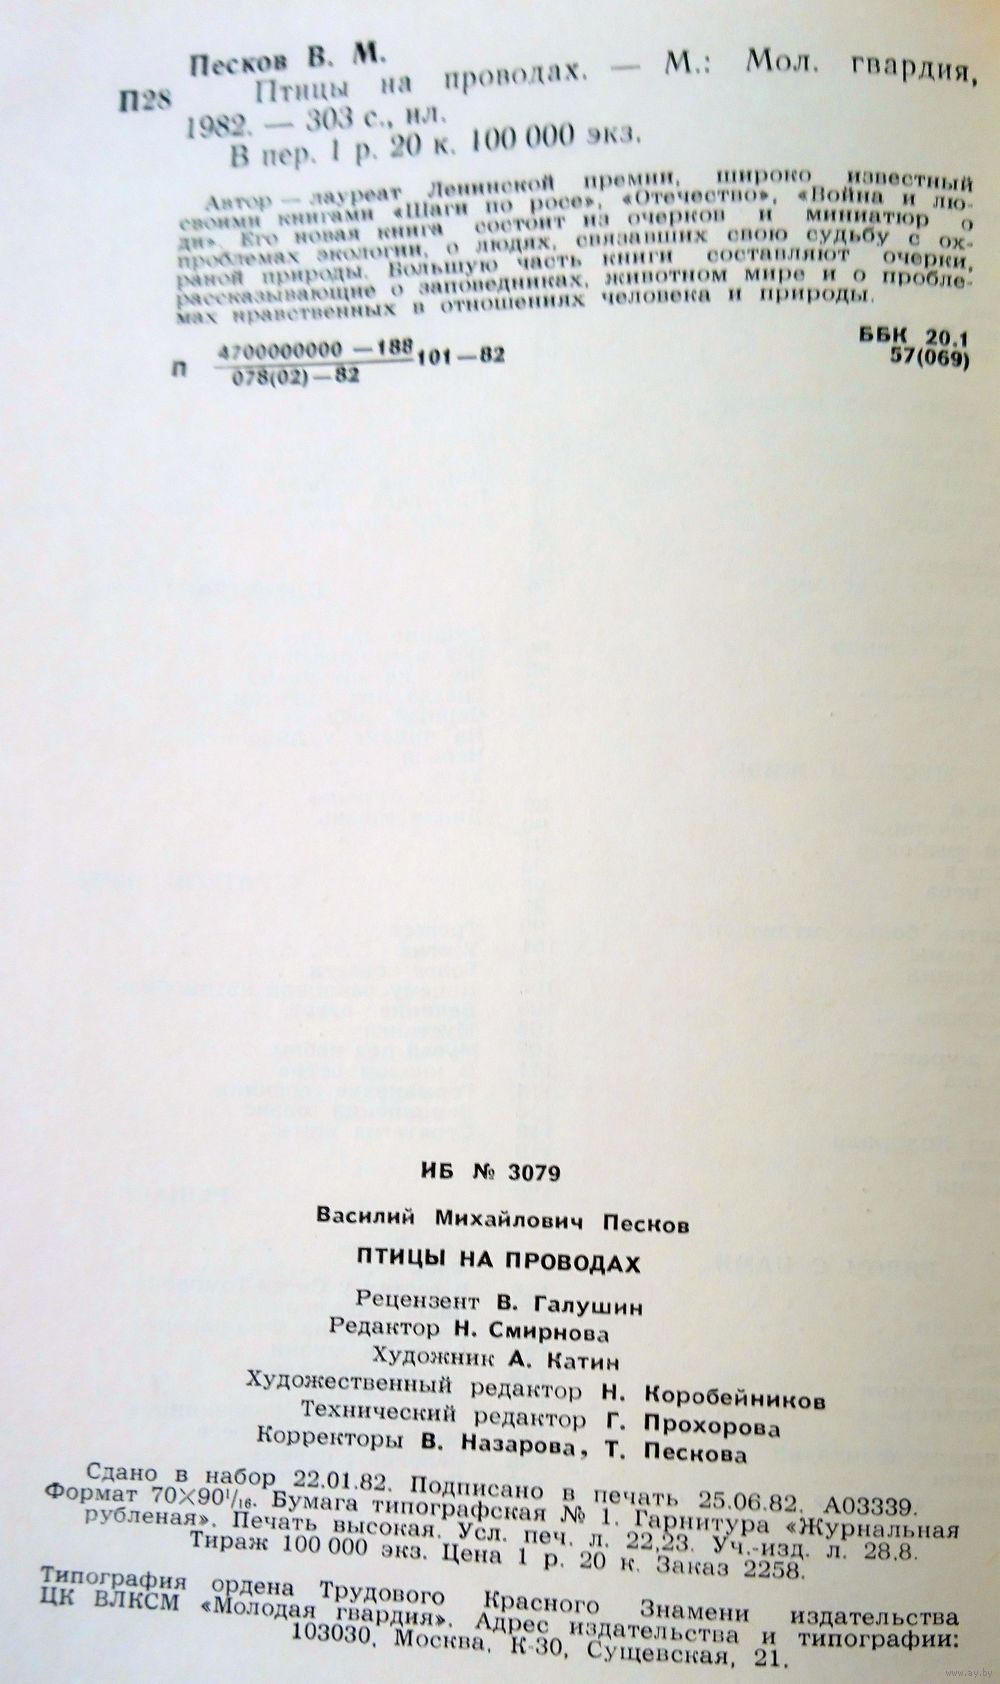 Песков В. М.
П28 Птицы на проводах. — М.: Мол. гвардия,
1982. — 303 с., ил.
В пер. 1 р. 20 к. 100 000 экз.
Автор — лауреат Ленинской премии, широко известный
своими книгами «Шаги по росе», «Отечество», «Война и лю-
ди». Его новая книга состоит из очерков и миниатюр о
проблемах экологии, о людях, связавших свою судьбу с ох-
раной природы. Большую часть книги составляют очерки,
рассказывающие о заповедниках, животном мире и о пробле-
мах нравственных в отношениях человека и природы.
П 4700000000—188
078(02)—82
101—82
ББК 20.1
57(069)
ИБ № 3079
Василий Михайлович Песков
ПТИЦЫ НА ПРОВОДАХ
Рецензент В. Галушин
Редактор Н. Смирнова
Художник А. Катин
Художественный редактор Н. Коробейников
Технический редактор Г. Прохорова
Корректоры В. Назарова, Т. Пескова
Сдано в набор 22.01.82. Подписано в печать 25.06.82. А03339.
Формат 70×90¹/₁₆. Бумага типографская № 1. Гарнитура «Журнальная
рубленая». Печать высокая. Усл. печ. л. 22,23. Уч.-изд. л. 28,8.
Тираж 100 000 экз. Цена 1 р. 20 к. Заказ 2258.
Типография ордена Трудового Красного Знамени издательства
ЦК ВЛКСМ «Молодая гвардия». Адрес издательства и типографии:
103030, Москва, К-30, Сущевская, 21.
www.ay.by